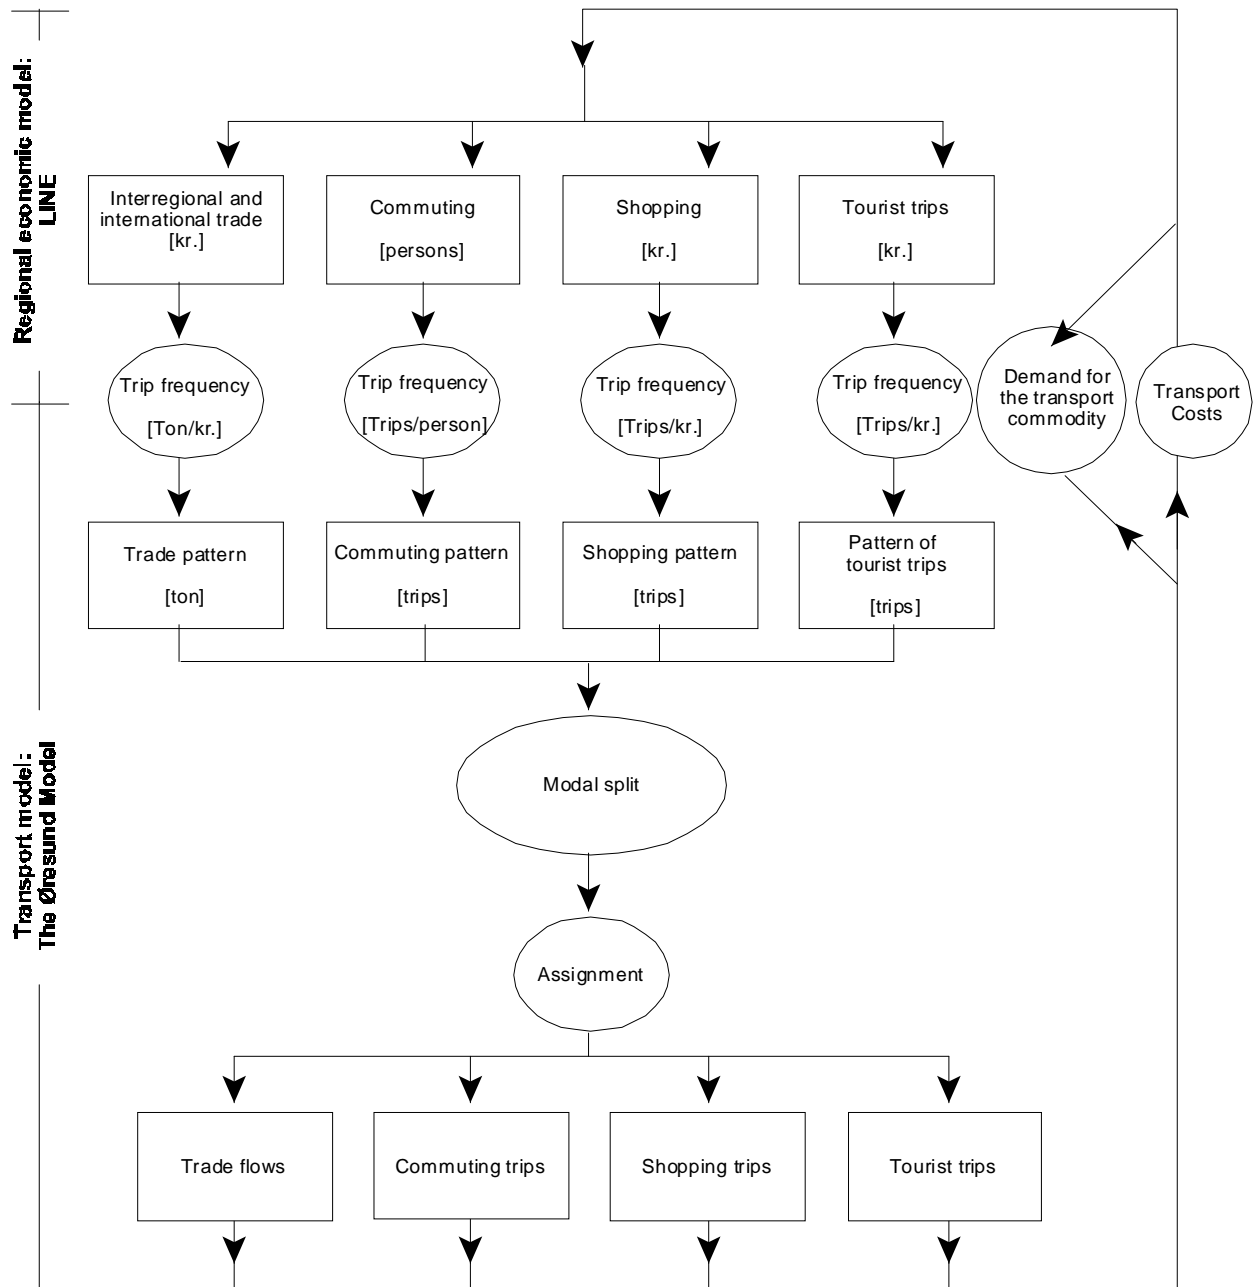 Regional economic model:
LINE
Interregional and
international trade
[kr.]
Commuting
[persons]
Shopping
[kr.]
Tourist trips
[kr.]
Trip frequency
[Ton/kr.]
Trip frequency
[Trips/person]
Trip frequency
[Trips/kr.]
Trip frequency
[Trips/kr.]
Demand for
the transport
commodity
Transport
Costs
Trade pattern
[ton]
Commuting pattern
[trips]
Shopping pattern
[trips]
Pattern of
tourist trips
[trips]
Transport model:
The Øresund Model
Modal split
Assignment
Trade flows
Commuting trips
Shopping trips
Tourist trips